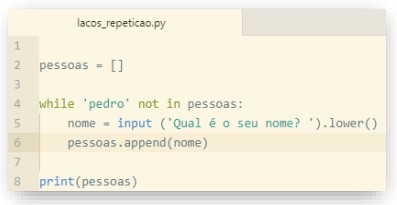 lacos_repeticao.py
1
2 pessoas = []
3
4 while 'pedro' not in pessoas:
5     nome = input ('Qual é o seu nome? ').lower()
6     pessoas.append(nome)
7
8 print(pessoas)